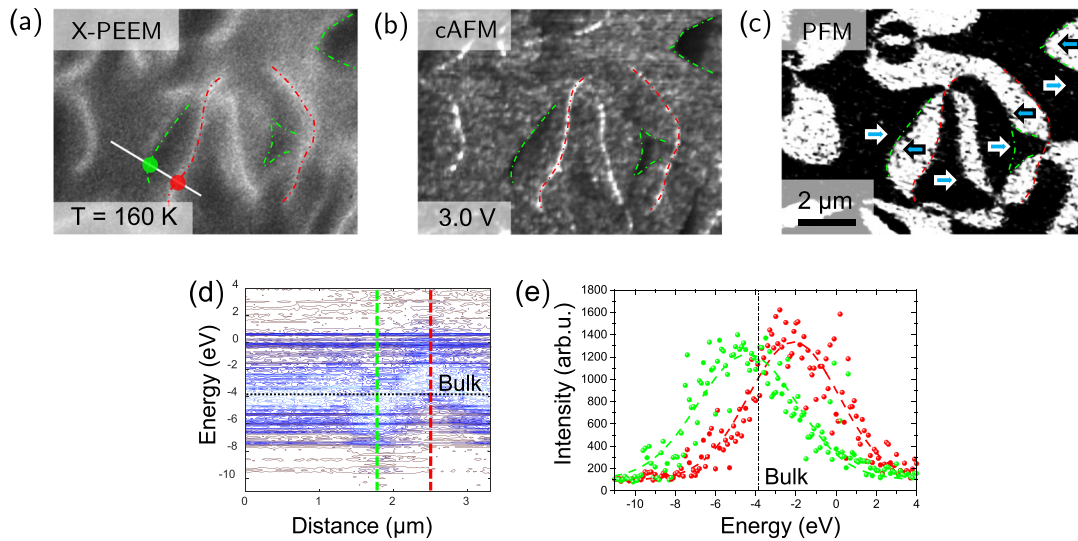 (a)
X-PEEM
T = 160 K
(b)
cAFM
3.0 V
(c)
PFM
2 µm
(d)
4
2
0
-2
-4
-6
-8
-10
Energy (eV)
Bulk
0 1 2 3
Distance (µm)
(e)
1800
1600
1400
1200
1000
800
600
400
200
0
Intensity (arb.u.)
Bulk
-10 -8 -6 -4 -2 0 2 4
Energy (eV)